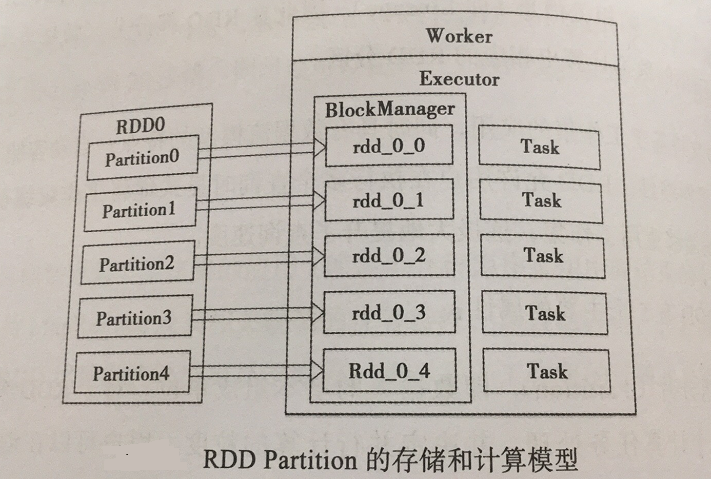 Worker
Executor
RDD0
BlockManager
Partition0
rdd_0_0
Task
Partition1
rdd_0_1
Task
Partition2
rdd_0_2
Task
Partition3
rdd_0_3
Task
Partition4
Rdd_0_4
Task
RDD Partition 的存储和计算模型